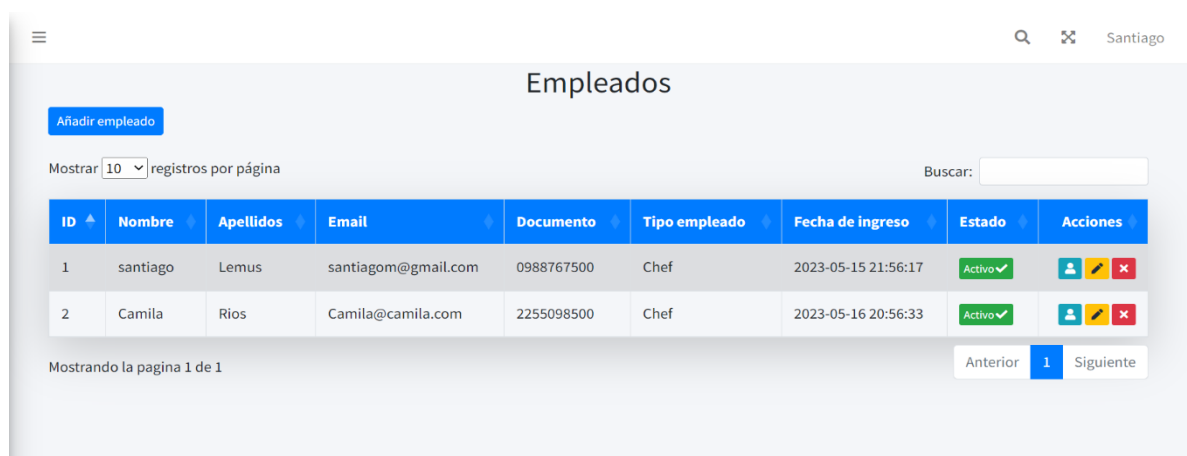 Santiago
Empleados
Añadir empleado
Mostrar 10 registros por página
Buscar:
ID Nombre Apellidos Email Documento Tipo empleado Fecha de ingreso Estado Acciones
1 santiago Lemus santiagom@gmail.com 0988767500 Chef 2023-05-15 21:56:17 Activo
2 Camila Rios Camila@camila.com 2255098500 Chef 2023-05-16 20:56:33 Activo
Mostrando la pagina 1 de 1
Anterior 1 Siguiente